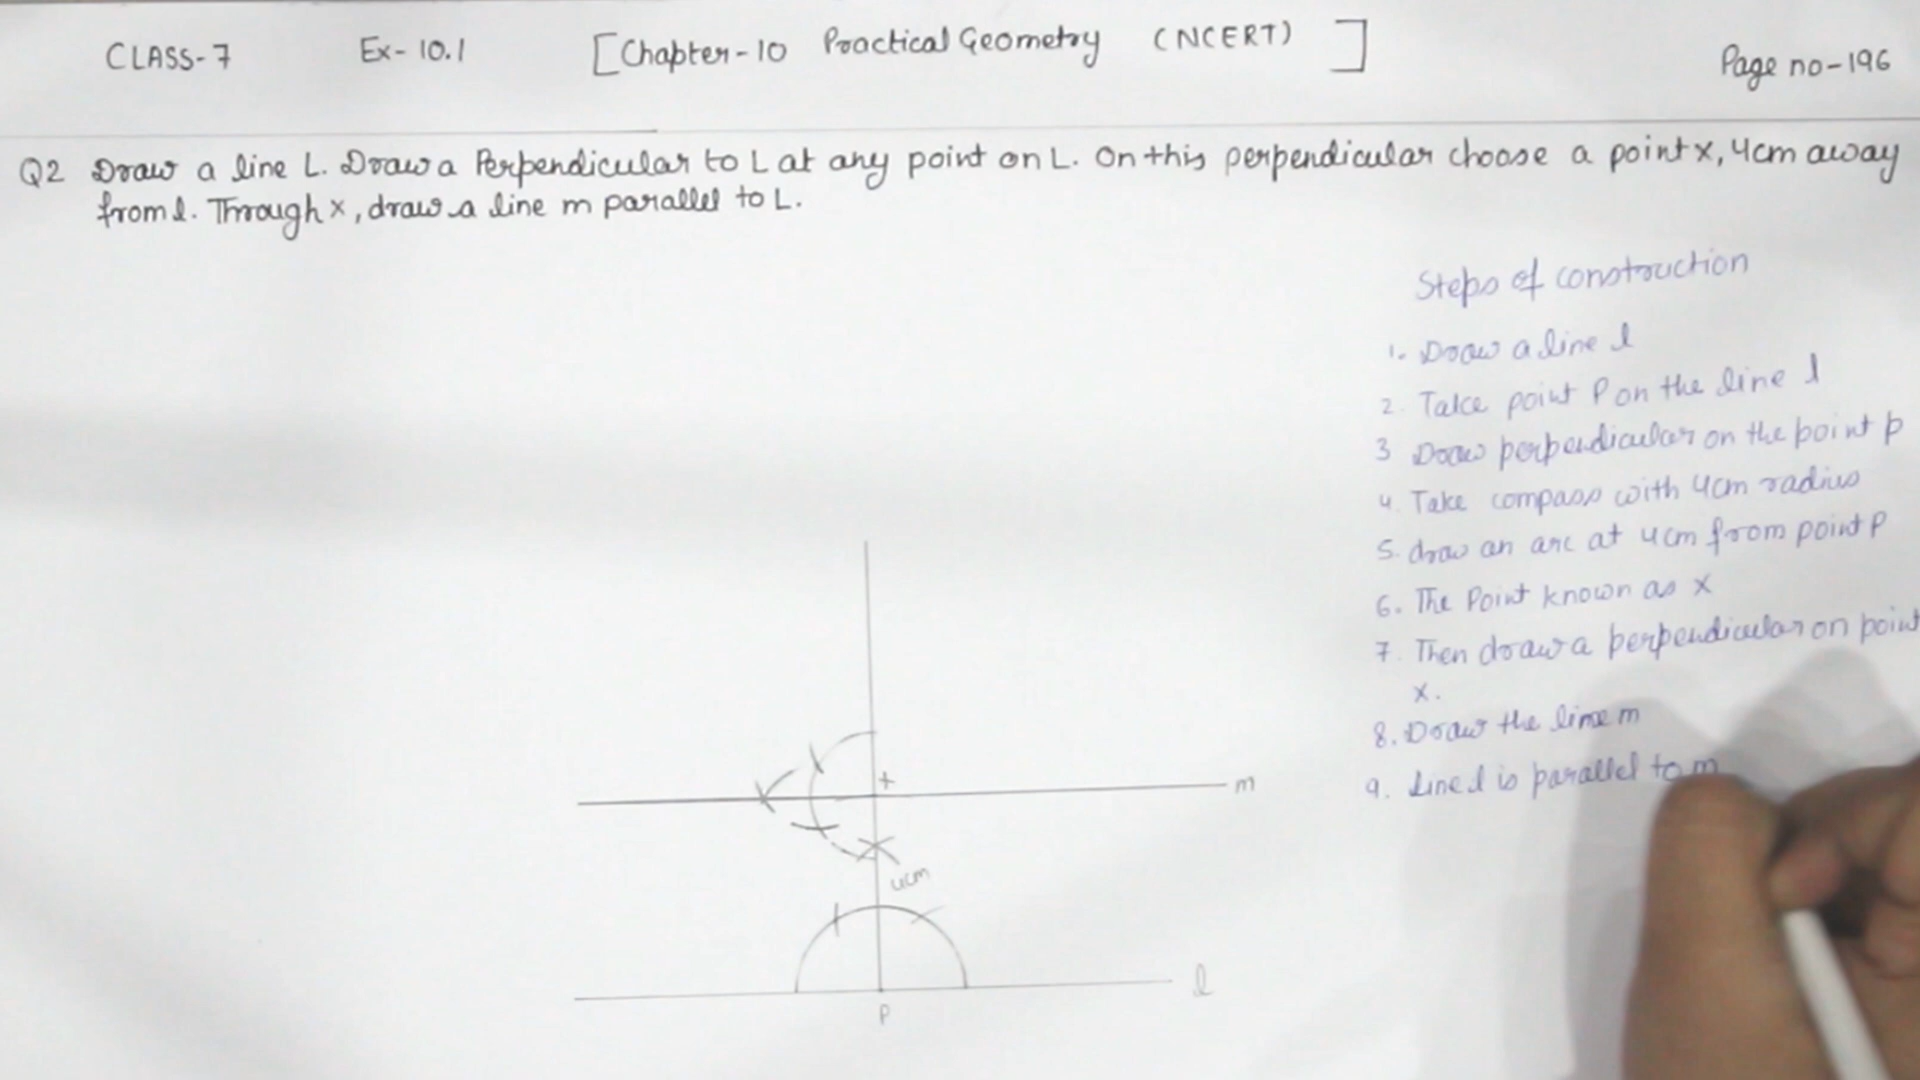 CLASS-7 Ex-10.1 [Chapter-10 Practical Geometry (NCERT)] Page no-196
Q2 Draw a line L. Draw a Perpendicular to L at any point on L. On this perpendicular choose a point x, 4cm away
from l. Through x, draw a line m parallel to L.
Steps of construction
1. Draw a line l
2. Take point P on the line l
3 Draw perpendicular on the point p
4. Take compass with 4cm radius
5. draw an arc at 4cm from point P
6. The Point known as X
7. Then draw a perpendicular on point
X.
8. Draw the line m
9. Line l is parallel to m
x
m
4cm
l
P